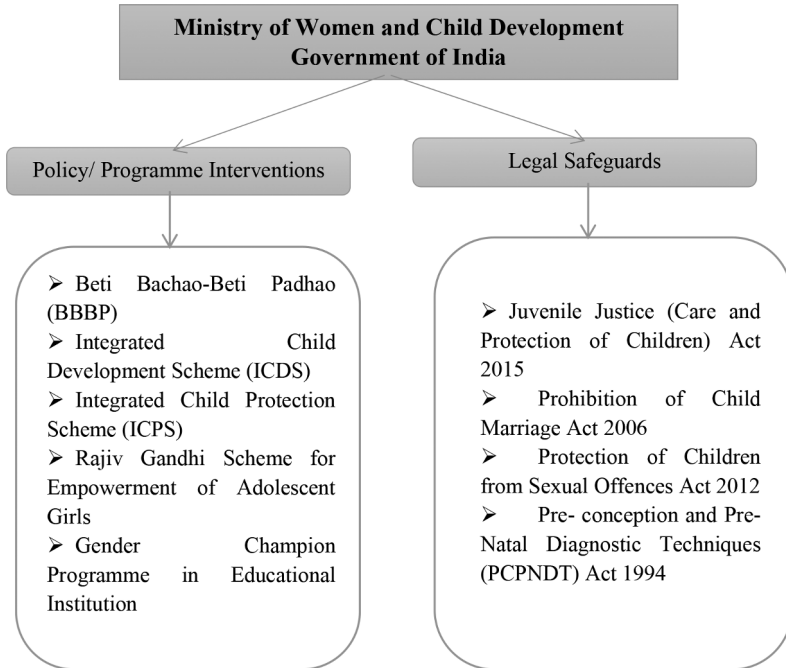 Ministry of Women and Child Development
Government of India
Policy/ Programme Interventions
Legal Safeguards
➢ Beti Bachao-Beti Padhao
(BBBP)
➢ Integrated Child
Development Scheme (ICDS)
➢ Integrated Child Protection
Scheme (ICPS)
➢ Rajiv Gandhi Scheme for
Empowerment of Adolescent
Girls
➢ Gender Champion
Programme in Educational
Institution
➢ Juvenile Justice (Care and
Protection of Children) Act
2015
➢ Prohibition of Child
Marriage Act 2006
➢ Protection of Children
from Sexual Offences Act 2012
➢ Pre- conception and Pre-
Natal Diagnostic Techniques
(PCPNDT) Act 1994